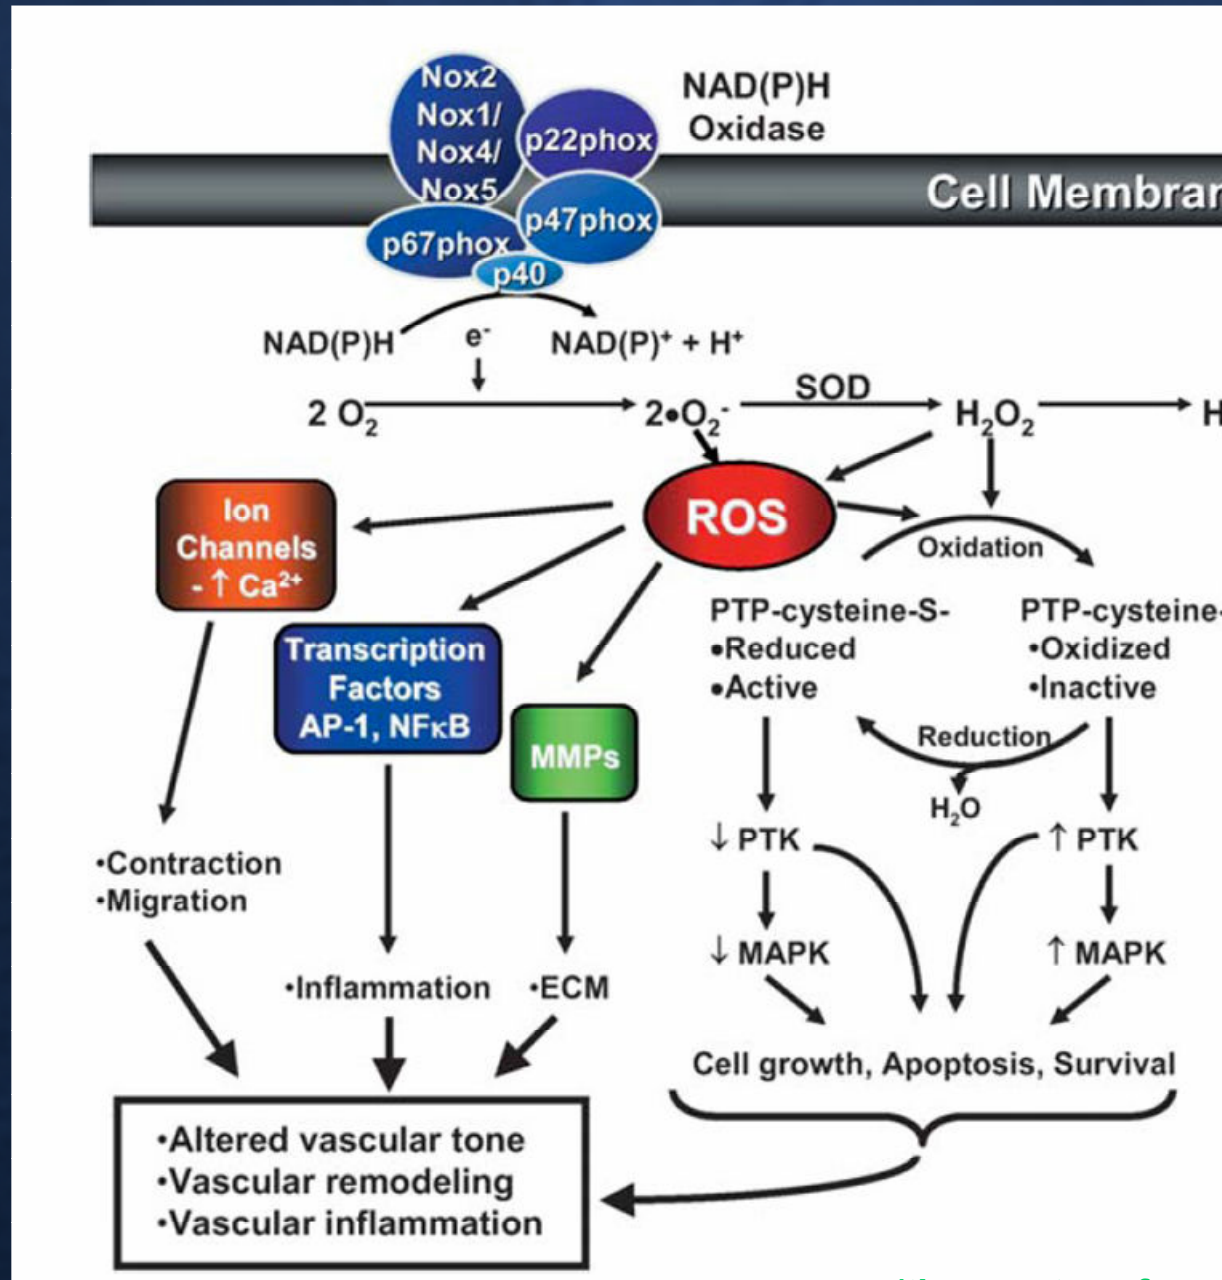 Nox2
Nox1/
Nox4/
Nox5
p22phox
NAD(P)H
Oxidase
p67phox
p47phox
p40
Cell Membran
NAD(P)H
e⁻
NAD(P)⁺ + H⁺
2 O₂
2•O₂⁻
SOD
H₂O₂
H
ROS
Ion
Channels
- ↑ Ca²⁺
Oxidation
Transcription
Factors
AP-1, NFκB
MMPs
PTP-cysteine-S-
•Reduced
•Active
PTP-cysteine-
•Oxidized
•Inactive
Reduction
H₂O
↓ PTK
↑ PTK
•Contraction
•Migration
↓ MAPK
↑ MAPK
•Inflammation
•ECM
Cell growth, Apoptosis, Survival
•Altered vascular tone
•Vascular remodeling
•Vascular inflammation